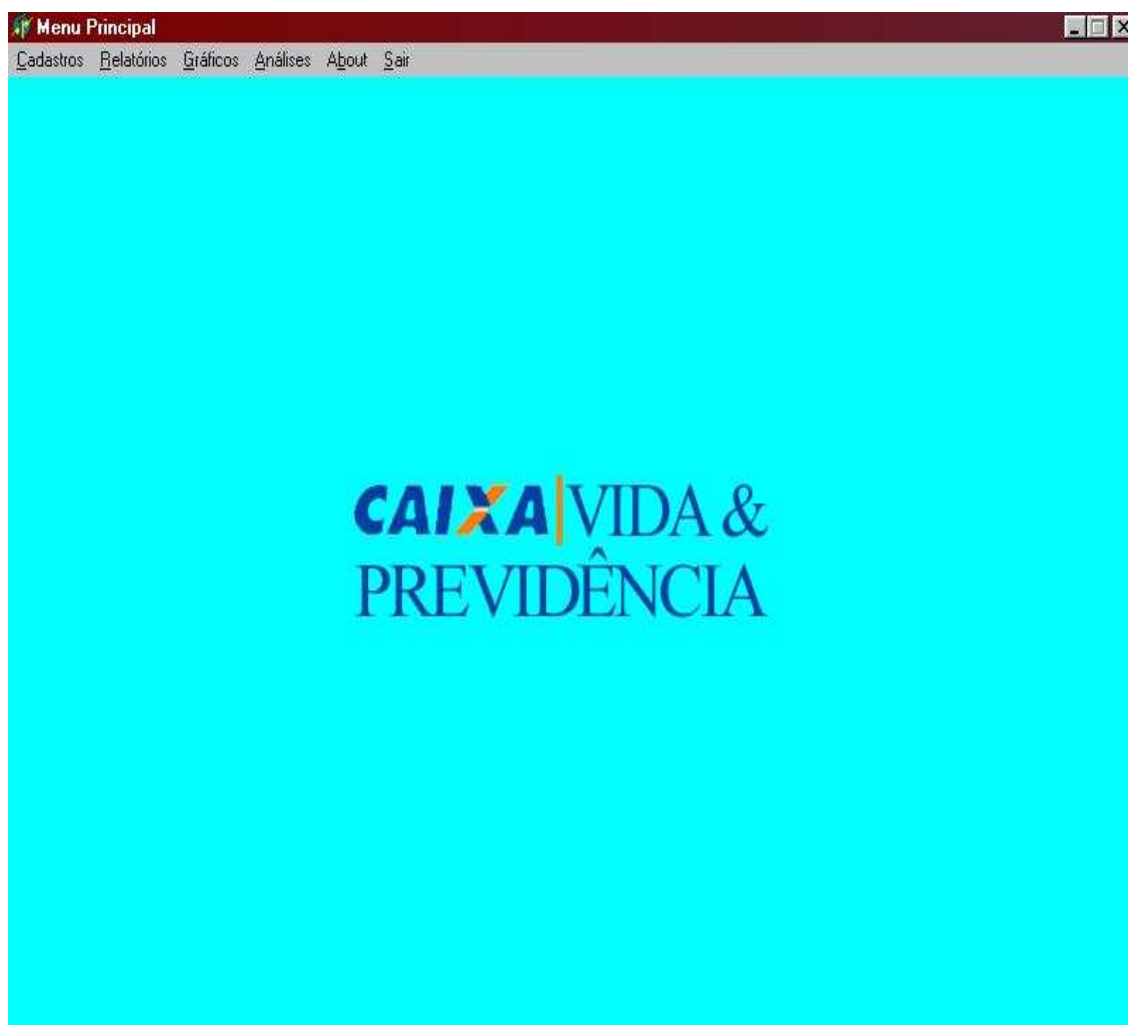 Menu Principal
Cadastros Relatórios Gráficos Análises About Sair
CAIXA VIDA &
PREVIDÊNCIA